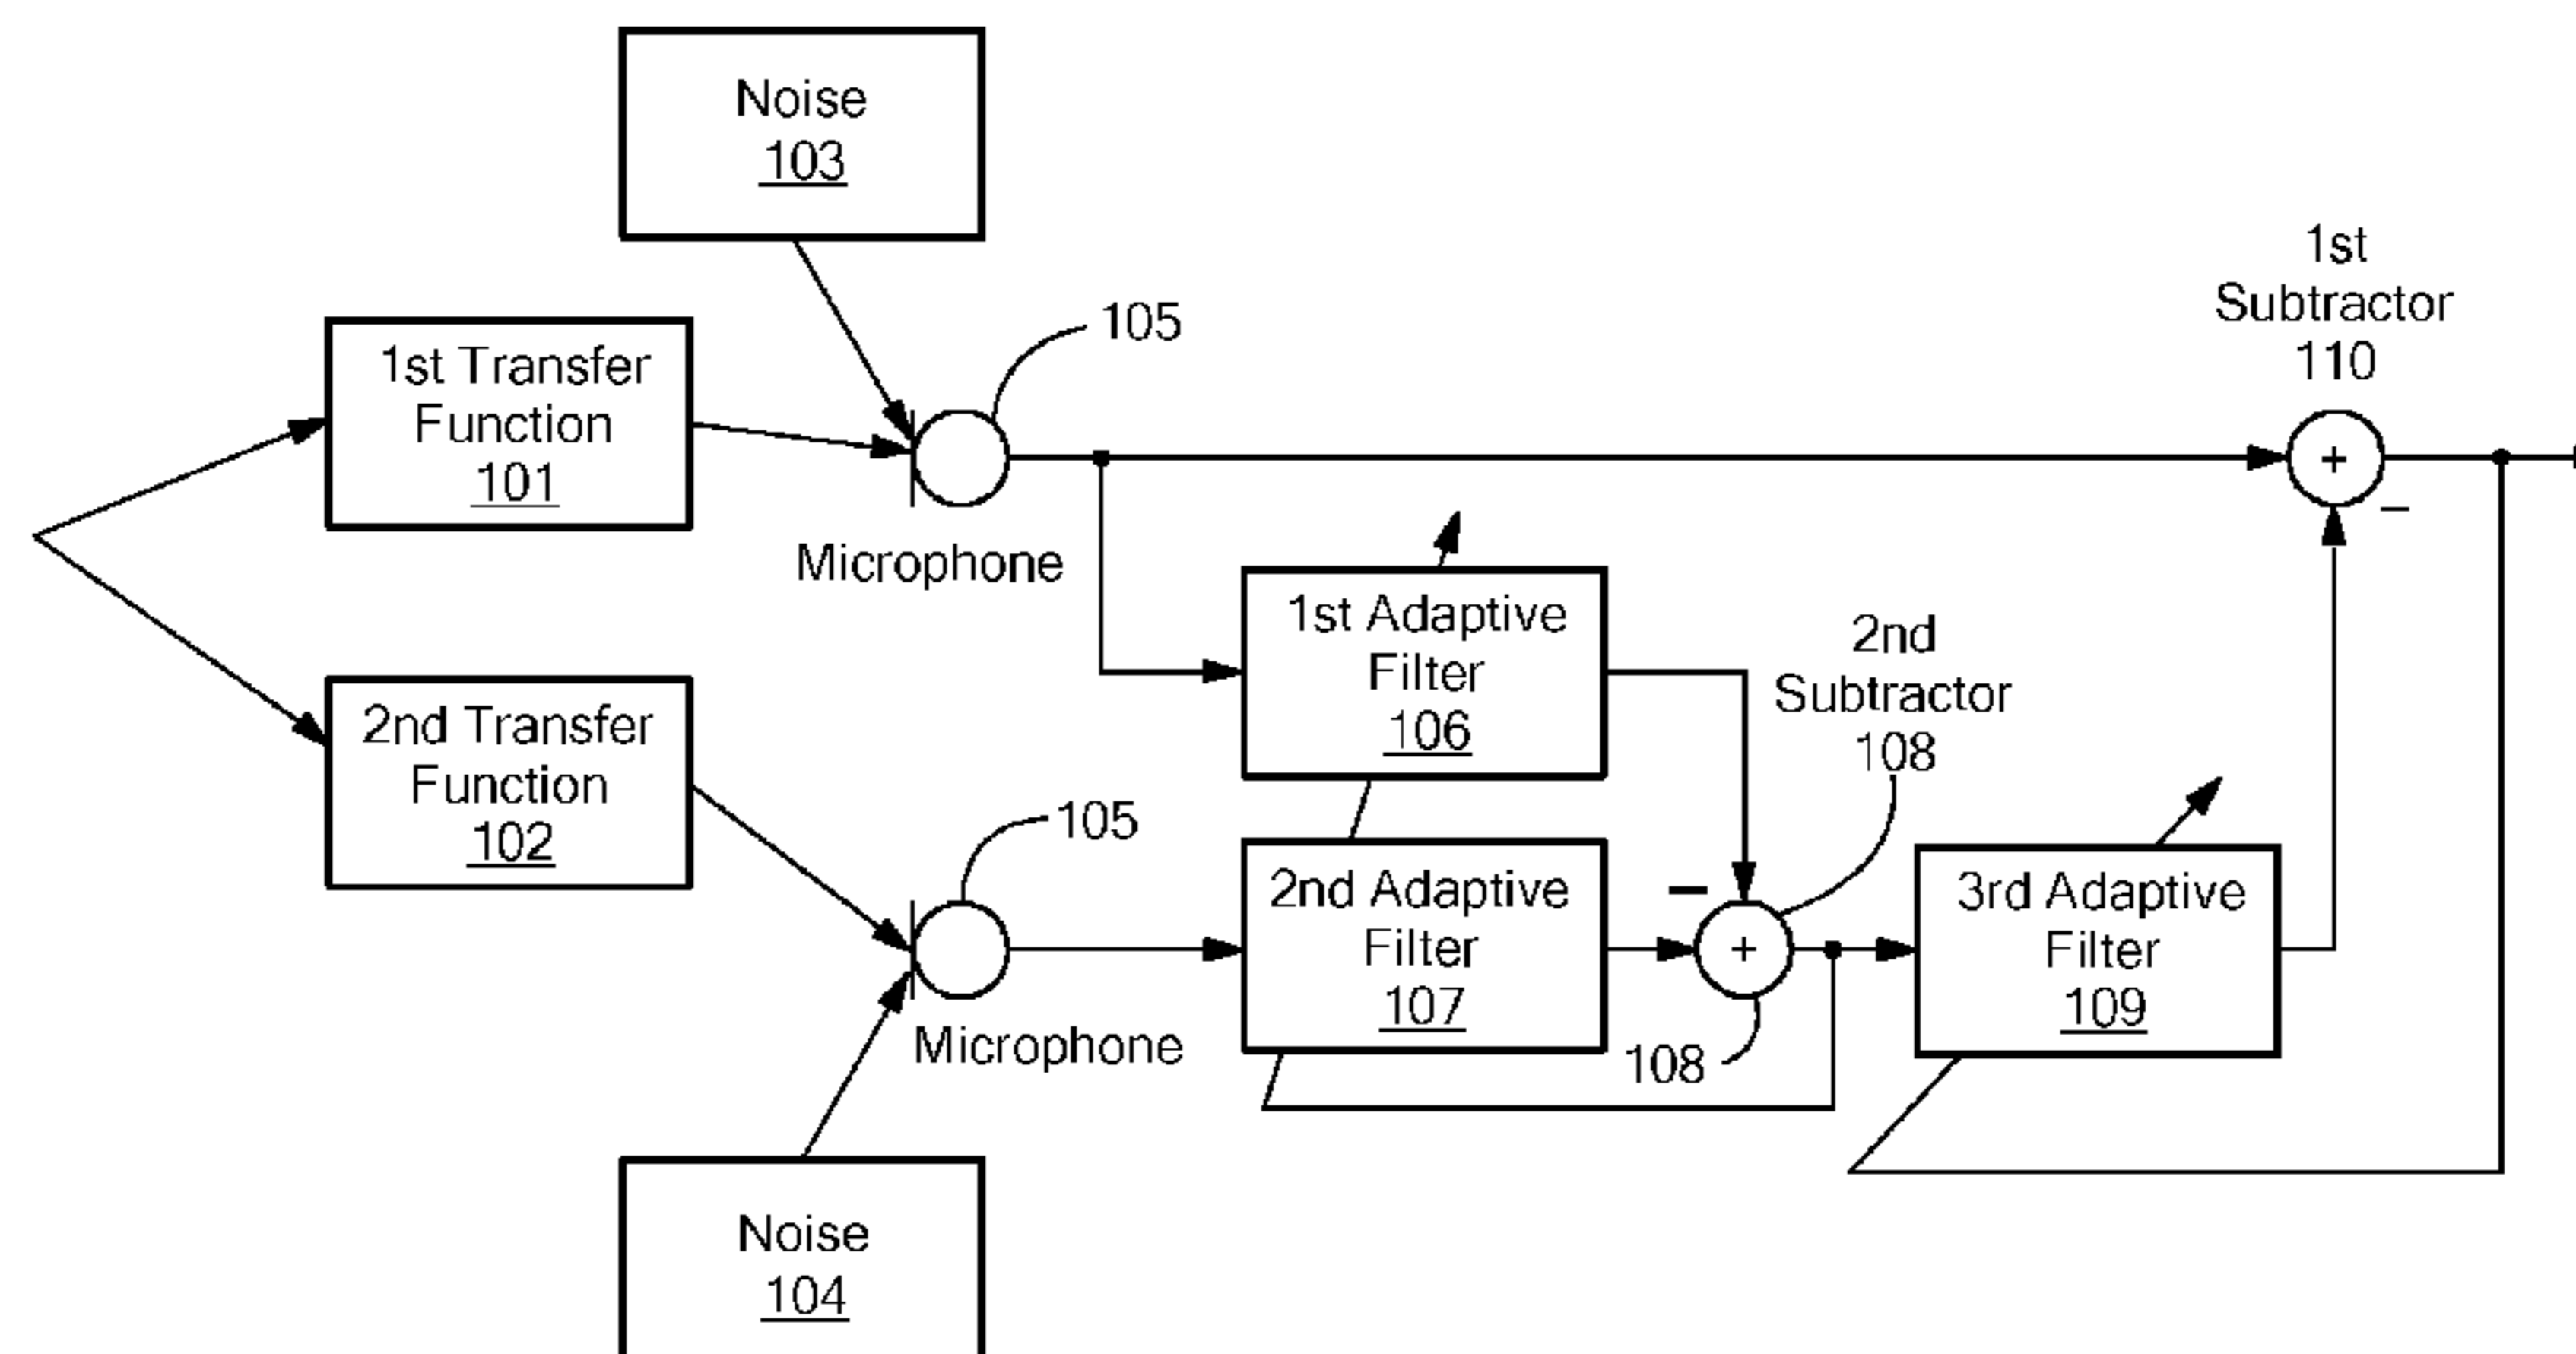 Noise
103
1st
Subtractor
110
105
1st Transfer
Function
101
+
–
Microphone
1st Adaptive
Filter
106
2nd
Subtractor
108
2nd Transfer
Function
102
105
–
2nd Adaptive
Filter
107
+
3rd Adaptive
Filter
109
Microphone
108
Noise
104